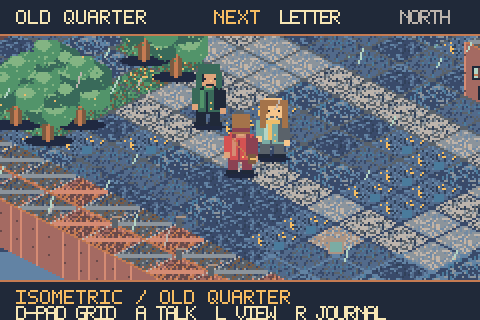 OLD QUARTER NEXT LETTER NORTH
ISOMETRIC / OLD QUARTER
D-PAD GRID A TALK L VIEW R JOURNAL